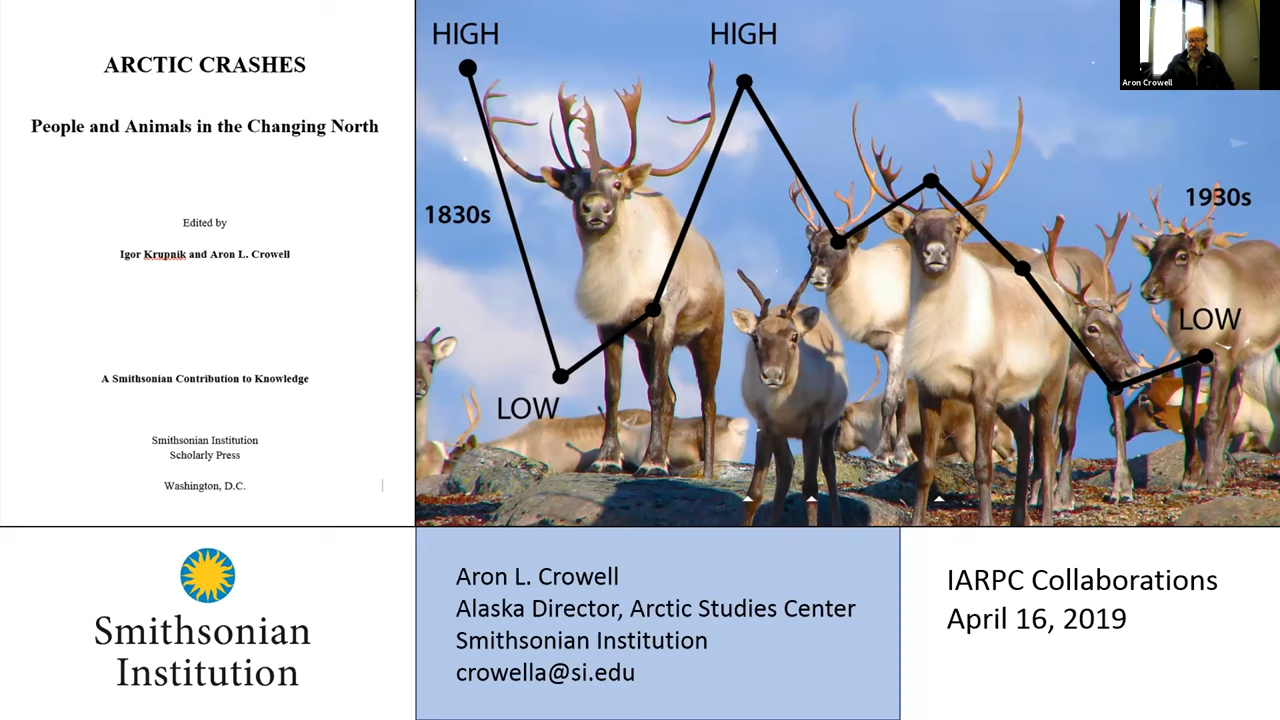 ARCTIC CRASHES
People and Animals in the Changing North
Edited by
Igor Krupnik and Aron L. Crowell
A Smithsonian Contribution to Knowledge
Smithsonian Institution
Scholarly Press
Washington, D.C.
HIGH
HIGH
1830s
1930s
LOW
LOW
Aron Crowell
Smithsonian
Institution
Aron L. Crowell
Alaska Director, Arctic Studies Center
Smithsonian Institution
crowella@si.edu
IARPC Collaborations
April 16, 2019